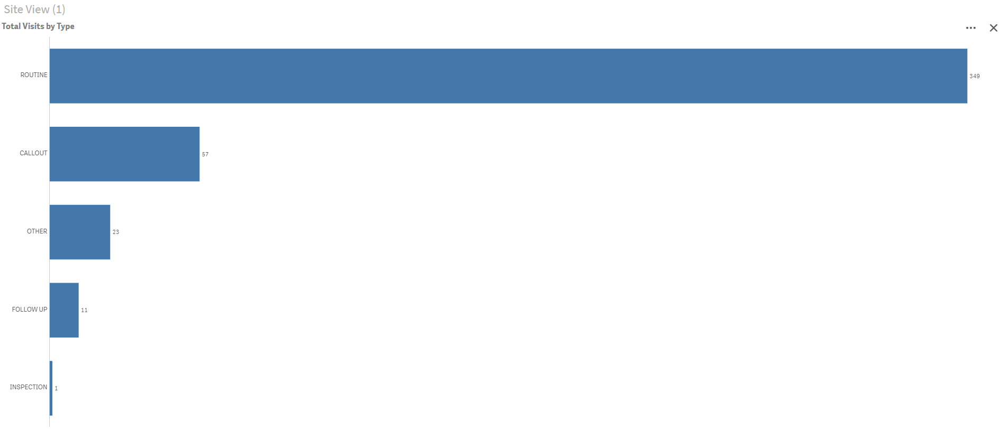 Site View (1)
Total Visits by Type
ROUTINE 349
CALLOUT 57
OTHER 23
FOLLOW UP 11
INSPECTION 1